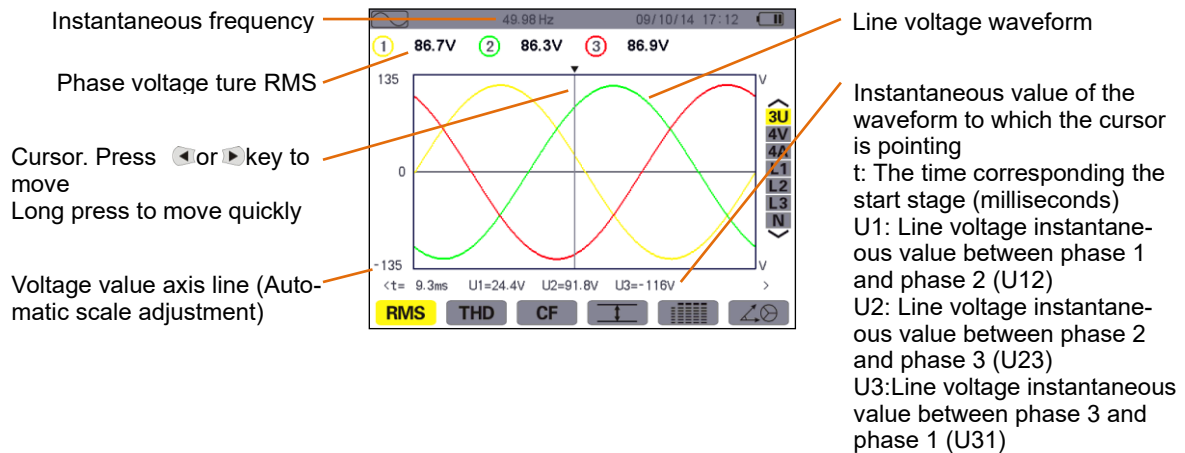 Instantaneous frequency
Phase voltage ture RMS
Cursor. Press or key to
move
Long press to move quickly
Voltage value axis line (Auto-
matic scale adjustment)
49.98 Hz 09/10/14 17:12
1 86.7V 2 86.3V 3 86.9V
135 V
0
-135 V
3U
4V
4A
L1
L2
L3
N
<t= 9.3ms U1=24.4V U2=91.8V U3=-116V >
RMS THD CF
Line voltage waveform
Instantaneous value of the
waveform to which the cursor
is pointing
t: The time corresponding the
start stage (milliseconds)
U1: Line voltage instantane-
ous value between phase 1
and phase 2 (U12)
U2: Line voltage instantane-
ous value between phase 2
and phase 3 (U23)
U3:Line voltage instantaneous
value between phase 3 and
phase 1 (U31)